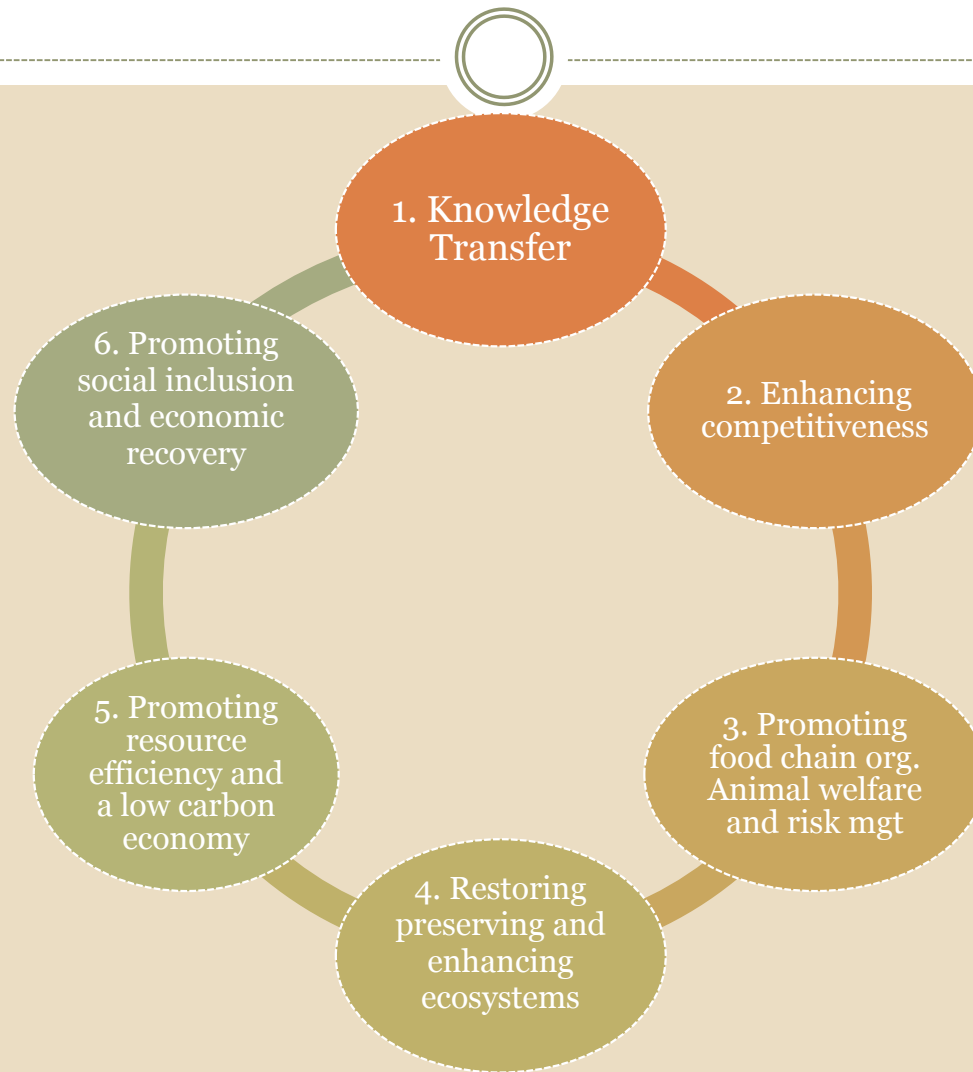 1. Knowledge
Transfer
2. Enhancing
competitiveness
3. Promoting
food chain org.
Animal welfare
and risk mgt
4. Restoring
preserving and
enhancing
ecosystems
5. Promoting
resource
efficiency and
a low carbon
economy
6. Promoting
social inclusion
and economic
recovery